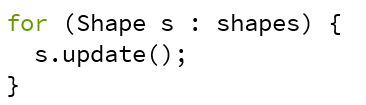 for (Shape s : shapes) {
  s.update();
}